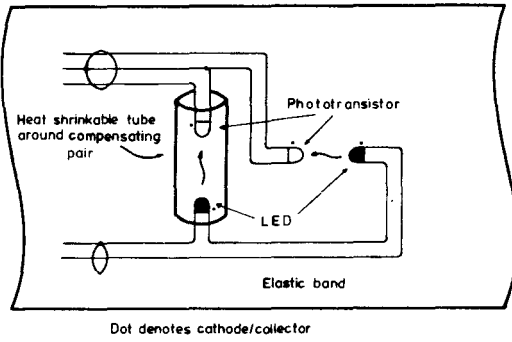 Phototransistor
Heat shrinkable tube
around compensating
pair
LED
Elastic band
Dot denotes cathode/collector